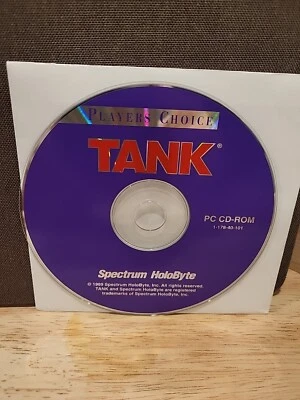 PLAYERS CHOICE
TANK®
PC CD-ROM
Spectrum HoloByte
TANK and Spectrum HoloByte are registered
trademarks of Spectrum HoloByte, Inc.